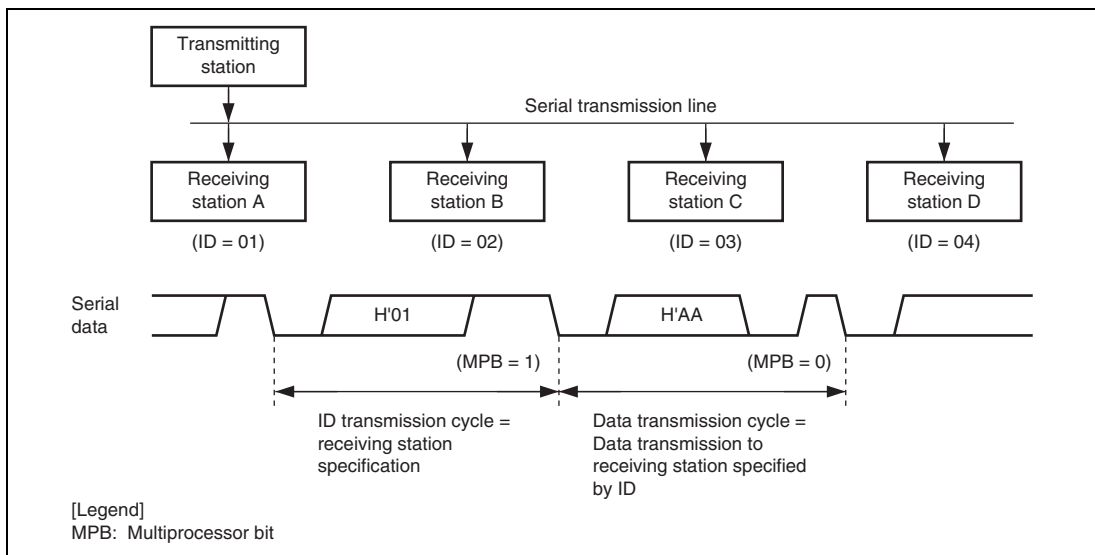 Transmitting
station
Serial transmission line
Receiving
station A
Receiving
station B
Receiving
station C
Receiving
station D
(ID = 01)
(ID = 02)
(ID = 03)
(ID = 04)
Serial
data
H'01
H'AA
(MPB = 1)
(MPB = 0)
ID transmission cycle =
receiving station
specification
Data transmission cycle =
Data transmission to
receiving station specified
by ID
[Legend]
MPB: Multiprocessor bit